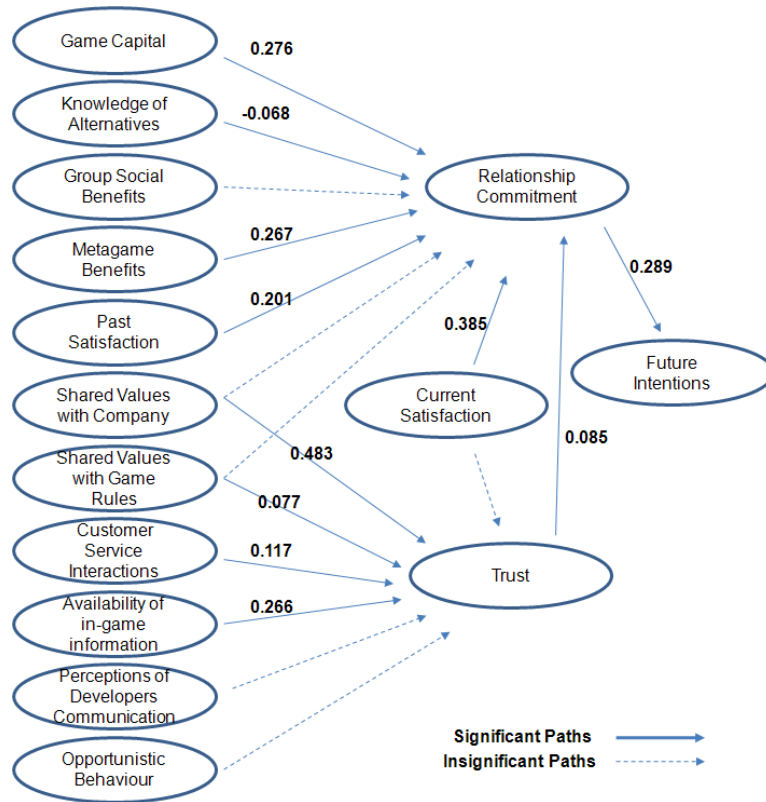 Game Capital
0.276
Knowledge of
Alternatives
-0.068
Group Social
Benefits
Relationship
Commitment
Metagame
Benefits
0.267
0.289
Past
Satisfaction
0.201
0.385
Future
Intentions
Shared Values
with Company
Current
Satisfaction
0.483
0.085
Shared Values
with Game
Rules
0.077
Customer
Service
Interactions
0.117
Trust
Availability of
in-game
information
0.266
Perceptions of
Developers
Communication
Significant Paths
Insignificant Paths
Opportunistic
Behaviour